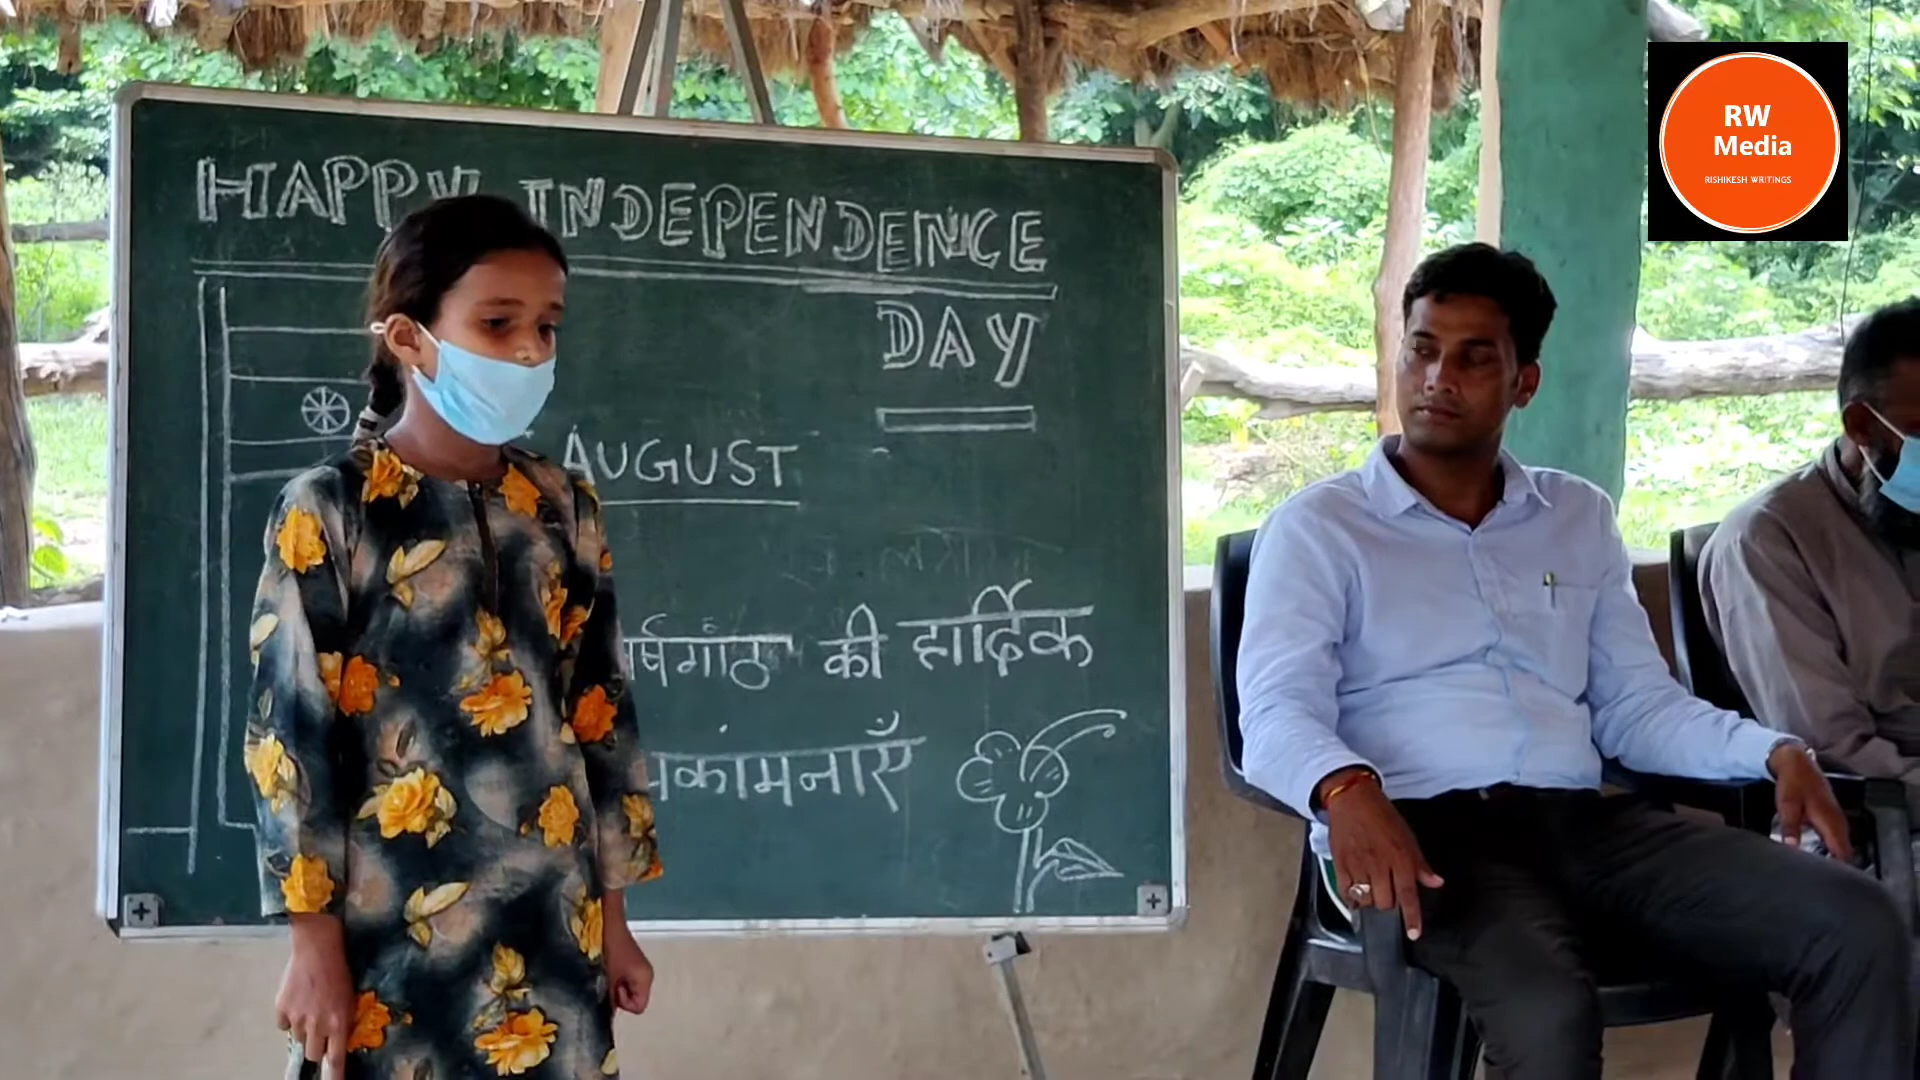 HAPPY INDEPENDENCE
DAY
AUGUST
की हार्दिक
RW
Media
RISHIKESH WRITINGS